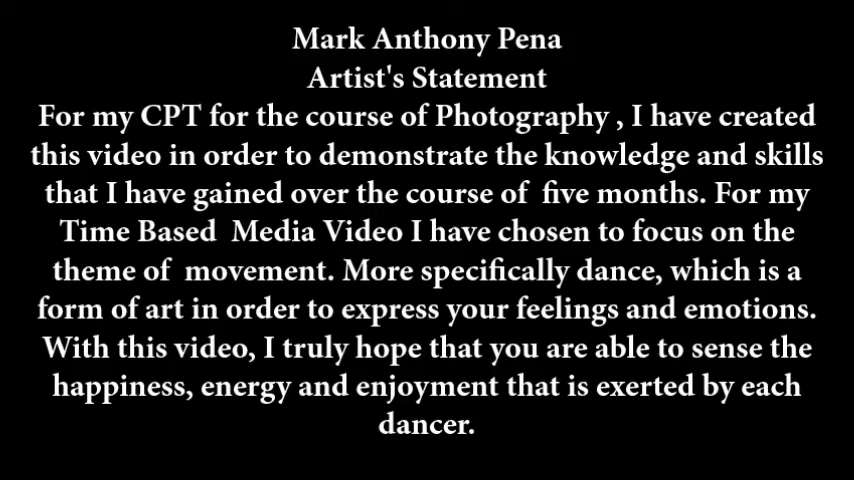 Mark Anthony Pena
Artist's Statement
For my CPT for the course of Photography , I have created
this video in order to demonstrate the knowledge and skills
that I have gained over the course of  five months. For my
Time Based  Media Video I have chosen to focus on the
theme of  movement. More specifically dance, which is a
form of art in order to express your feelings and emotions.
With this video, I truly hope that you are able to sense the
happiness, energy and enjoyment that is exerted by each
dancer.